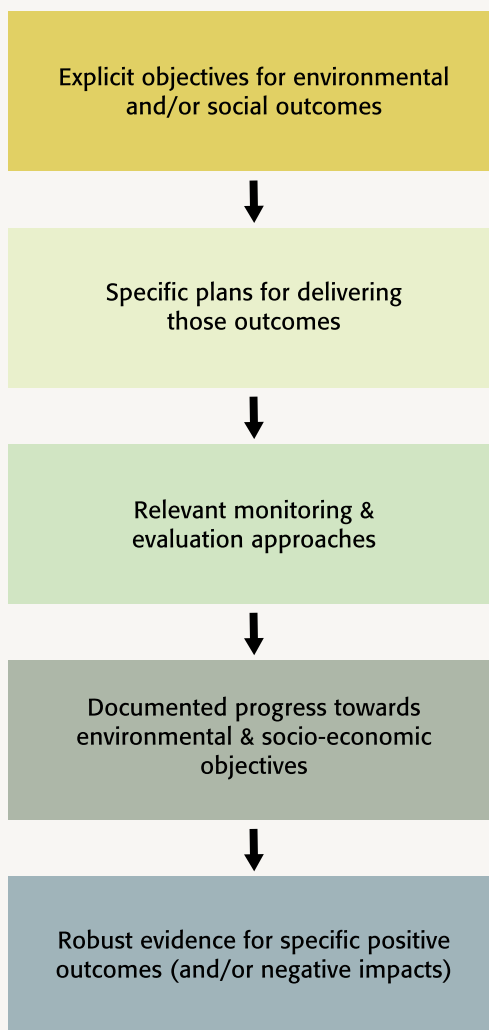 Explicit objectives for environmental
and/or social outcomes
Specific plans for delivering
those outcomes
Relevant monitoring &
evaluation approaches
Documented progress towards
environmental & socio-economic
objectives
Robust evidence for specific positive
outcomes (and/or negative impacts)